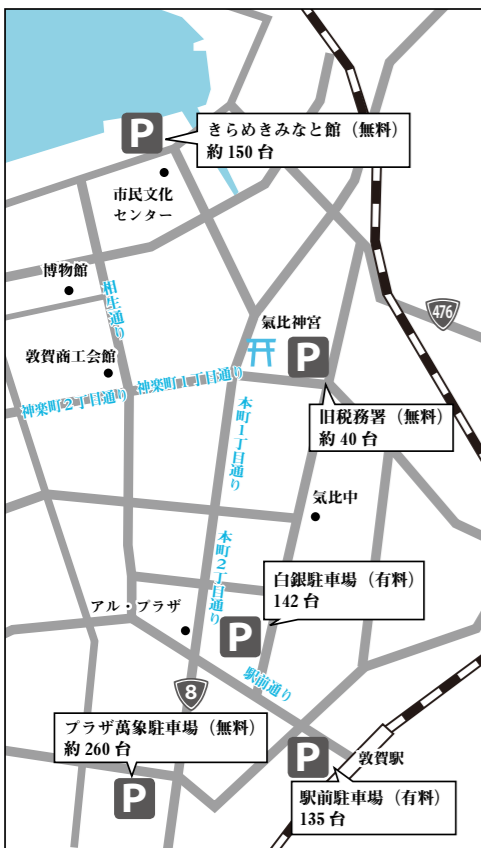 P
きらめきみなと館（無料）
約 150 台
市民文化
センター
博物館
相生通り
476
氣比神宮
P
敦賀商工会館
神楽町2丁目通り
神楽町1丁目通り
旧税務署（無料）
約 40 台
本町1丁目通り
気比中
本町2丁目通り
白銀駐車場（有料）
142 台
アル・プラザ
P
駅前通り
8
プラザ萬象駐車場（無料）
約 260 台
P
P
敦賀駅
駅前駐車場（有料）
135 台